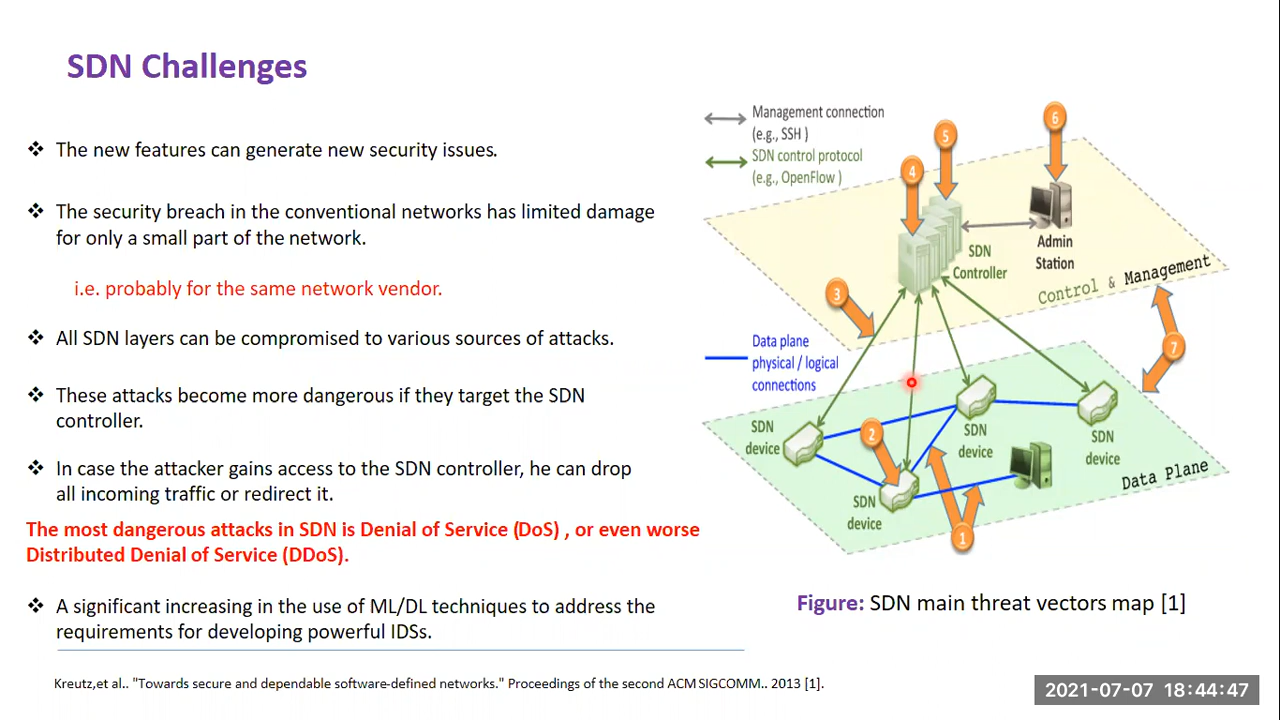 SDN Challenges
❖ The new features can generate new security issues.
❖ The security breach in the conventional networks has limited damage
for only a small part of the network.
i.e. probably for the same network vendor.
❖ All SDN layers can be compromised to various sources of attacks.
❖ These attacks become more dangerous if they target the SDN
controller.
❖ In case the attacker gains access to the SDN controller, he can drop
all incoming traffic or redirect it.
The most dangerous attacks in SDN is Denial of Service (DoS) , or even worse
Distributed Denial of Service (DDoS).
❖ A significant increasing in the use of ML/DL techniques to address the
requirements for developing powerful IDSs.
Kreutz,et al.. "Towards secure and dependable software-defined networks." Proceedings of the second ACM SIGCOMM.. 2013 [1].
Management connection
(e.g., SSH )
SDN control protocol
(e.g., OpenFlow )
5
6
4
SDN
Controller
Admin
Station
Control & Management
3
7
Data plane
physical / logical
connections
SDN
device
2
SDN
device
SDN
device
SDN
device
Data Plane
1
Figure: SDN main threat vectors map [1]
2021-07-07 18:44:47